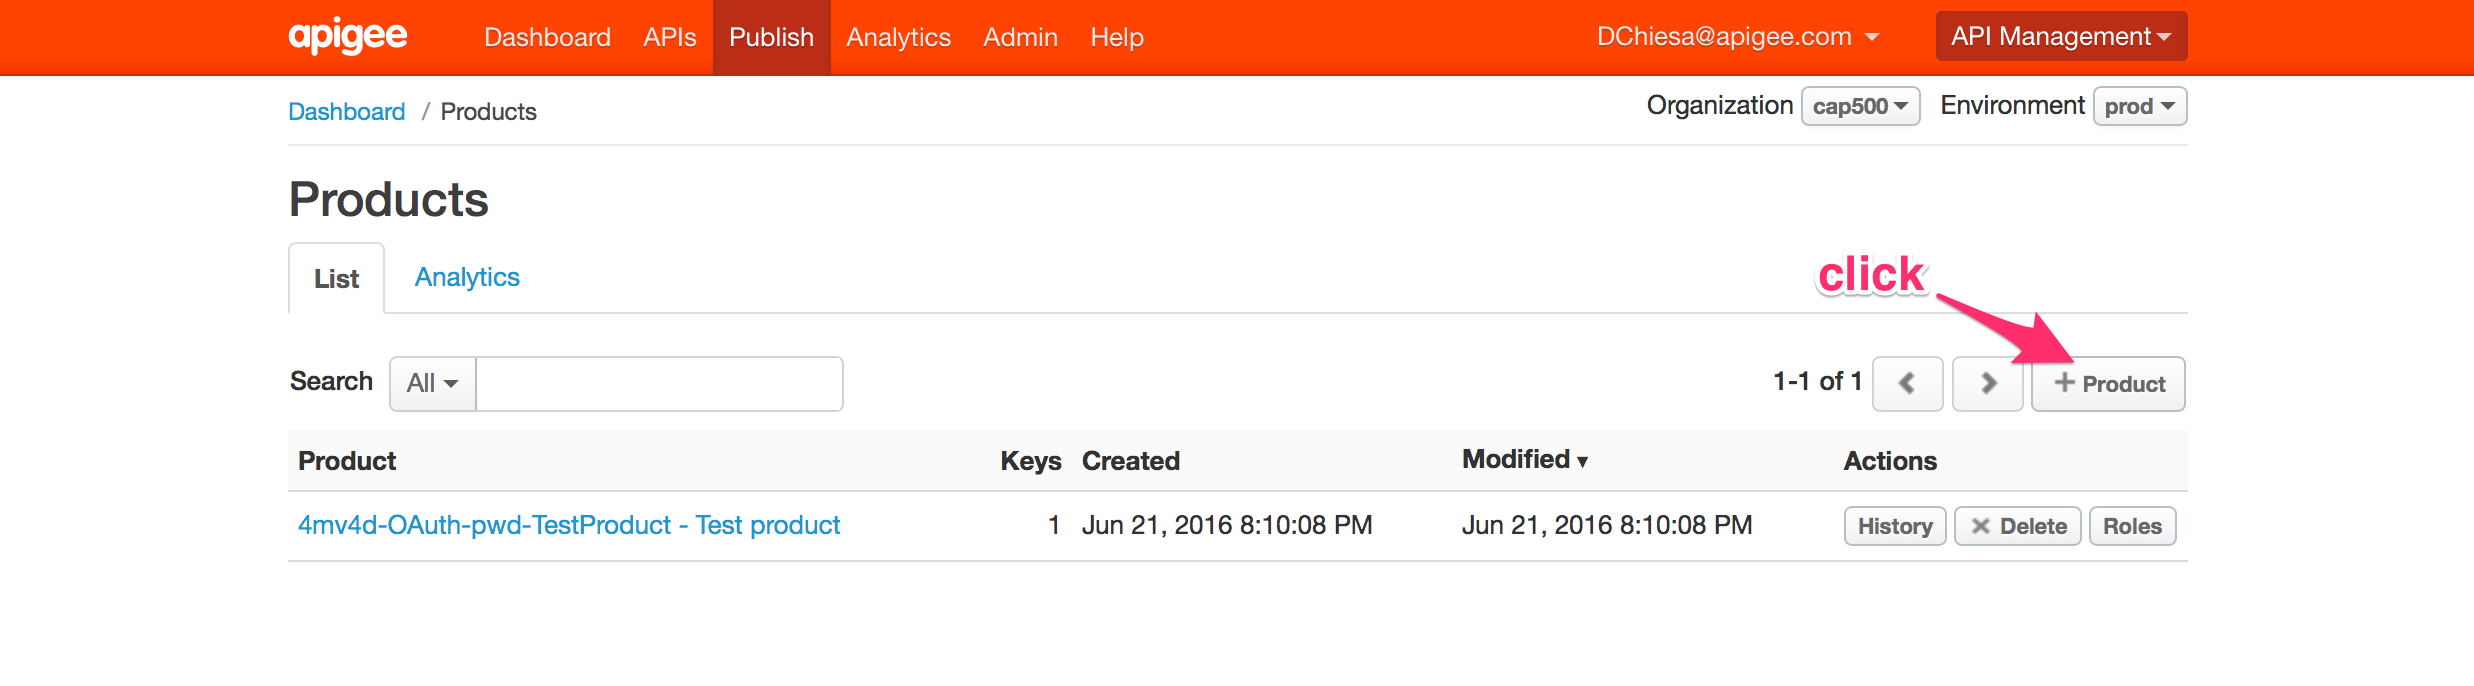 apigee Dashboard APIs Publish Analytics Admin Help DChiesa@apigee.com API Management
Dashboard / Products Organization cap500 Environment prod
Products
List Analytics
click
Search All 1-1 of 1 + Product
Product Keys Created Modified Actions
4mv4d-OAuth-pwd-TestProduct - Test product 1 Jun 21, 2016 8:10:08 PM Jun 21, 2016 8:10:08 PM History Delete Roles